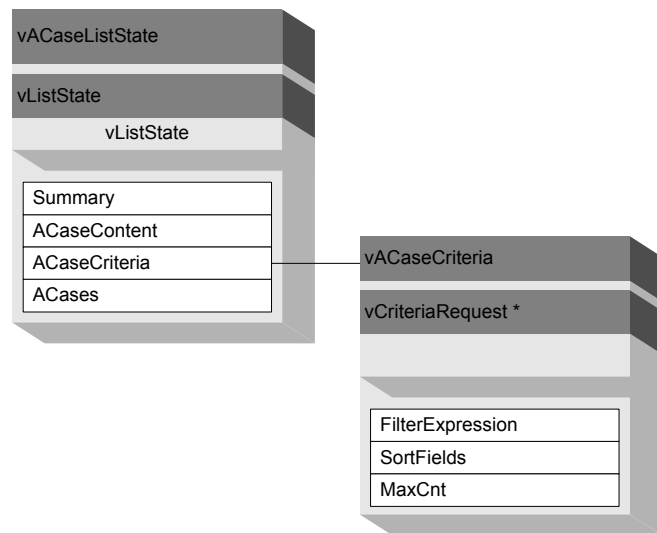 vACaseListState
vListState
vListState
Summary
ACaseContent
ACaseCriteria
ACases
vACaseCriteria
vCriteriaRequest *
FilterExpression
SortFields
MaxCnt